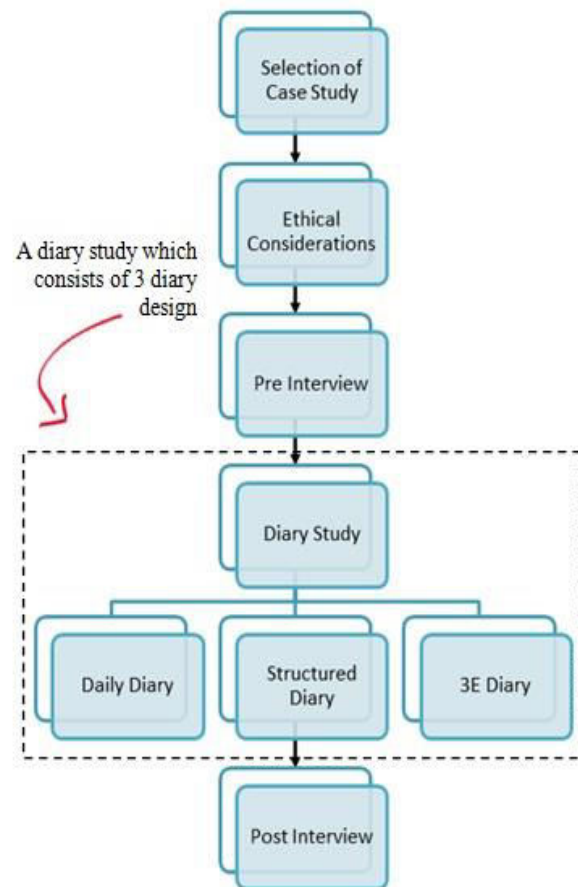 Selection of
Case Study
Ethical
Considerations
A diary study which
consists of 3 diary
design
Pre Interview
Diary Study
Daily Diary
Structured
Diary
3E Diary
Post Interview